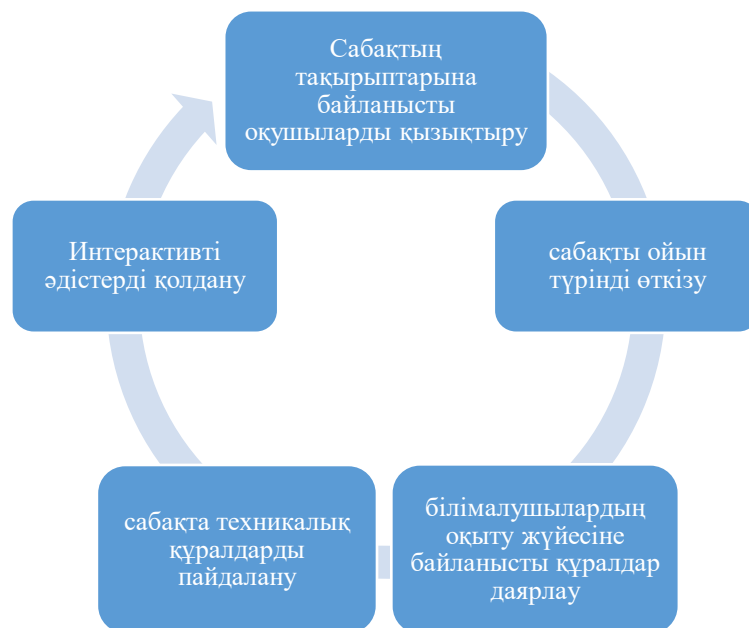 Сабақтың
тақырыптарына
байланысты
оқушыларды қызықтыру
сабақты ойын
түрінді өткізу
білімалушылардың
оқыту жүйесіне
байланысты құралдар
даярлау
сабақта техникалық
құралдарды
пайдалану
Интерактивті
әдістерді қолдану